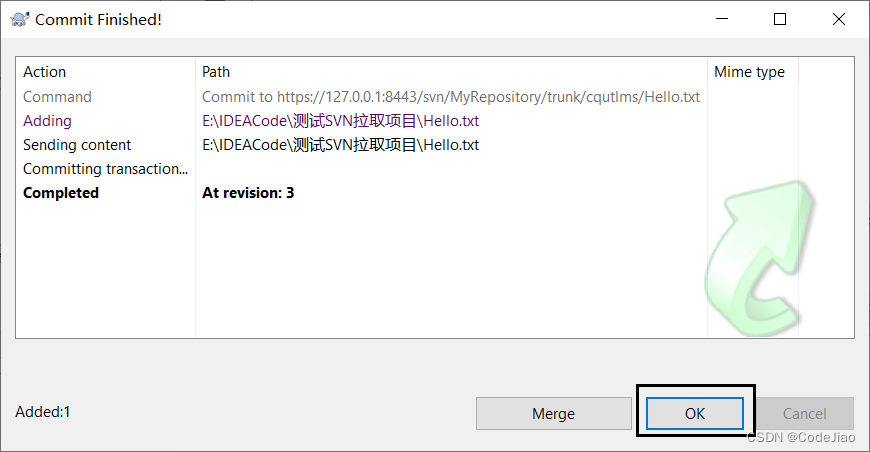 Commit Finished!
Action Path Mime type
Command Commit to https://127.0.0.1:8443/svn/MyRepository/trunk/cqutlms/Hello.txt
Adding E:\IDEACode\测试SVN拉取项目\Hello.txt
Sending content E:\IDEACode\测试SVN拉取项目\Hello.txt
Committing transaction...
Completed At revision: 3
Added:1 Merge OK Cancel
CSDN @CodeJiao